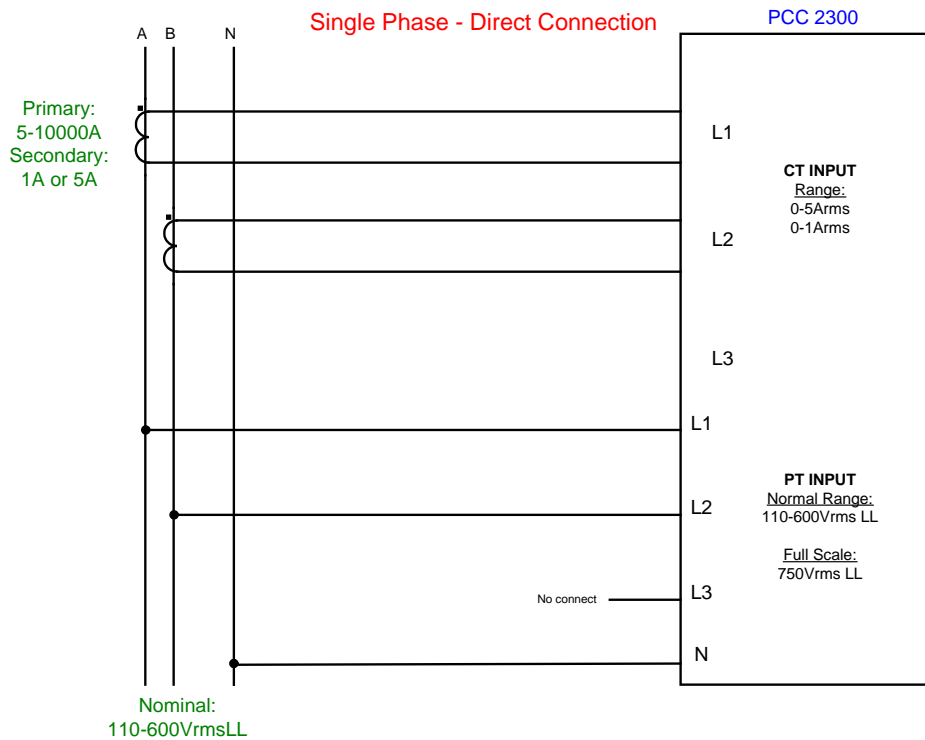 Single Phase - Direct Connection
PCC 2300
A B N
Primary:
5-10000A
Secondary:
1A or 5A
L1
CT INPUT
Range:
0-5Arms
0-1Arms
L2
L3
L1
PT INPUT
Normal Range:
110-600Vrms LL
L2
Full Scale:
750Vrms LL
No connect
L3
N
Nominal:
110-600VrmsLL